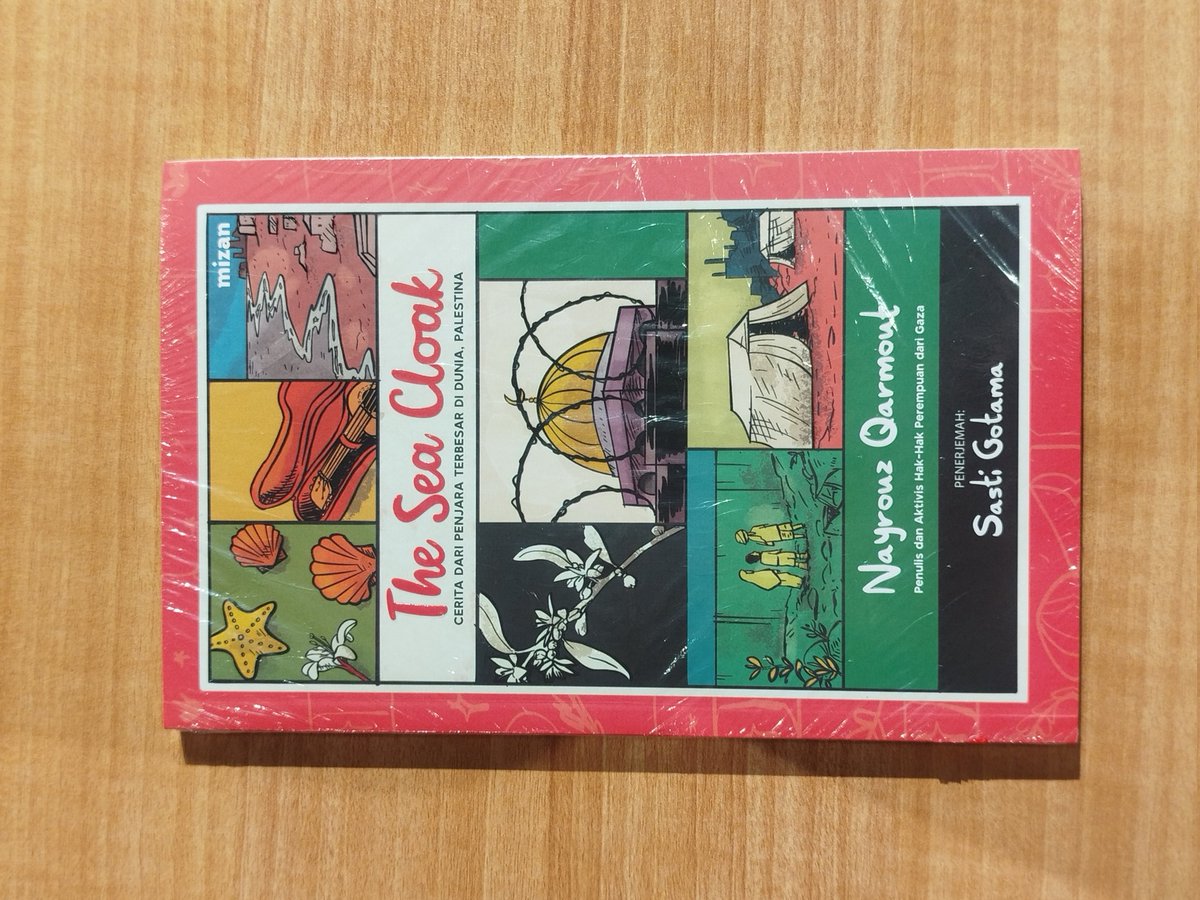 mizan
The Sea Cloak
CERITA DARI PENJARA TERBESAR DI DUNIA, PALESTINA
Nayrouz Qarmout
Penulis dan Aktivis Hak-Hak Perempuan dari Gaza
PENERJEMAH:
Sasti Gotama